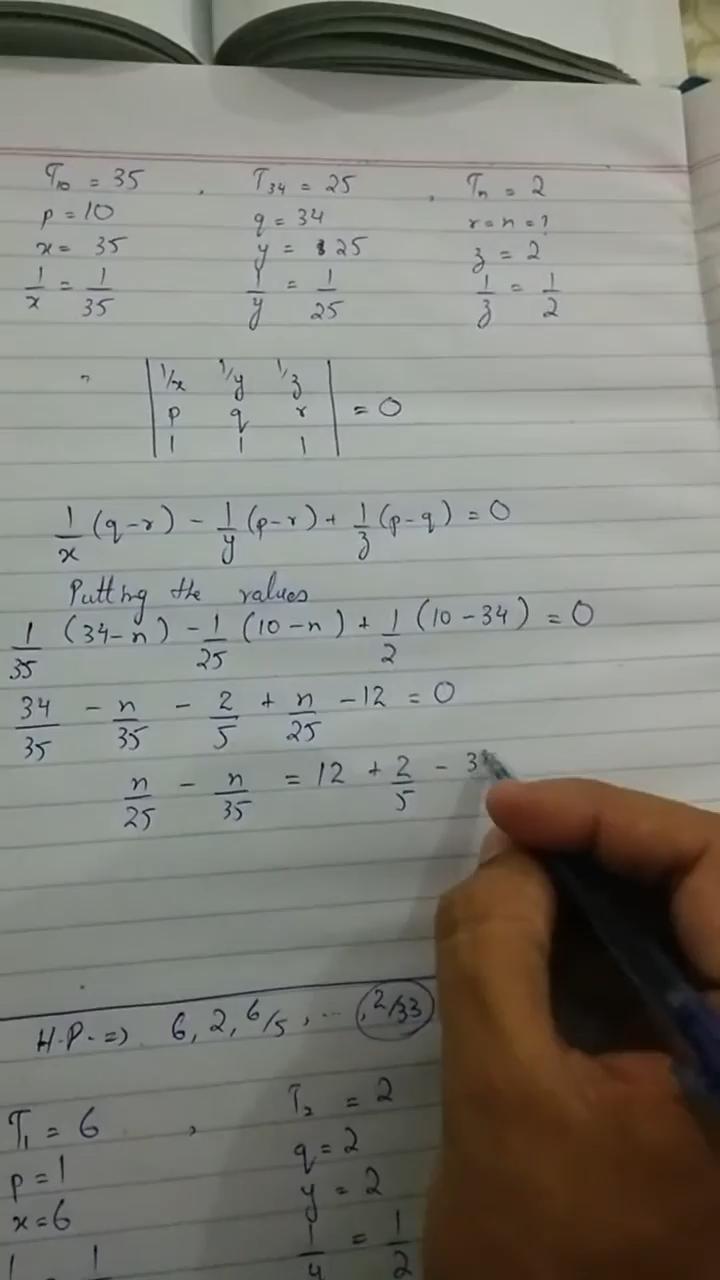 T10 = 35 , T34 = 25 , Tn = 2
p = 10 q = 34 r = n = ?
x = 35 y = 25 z = 2
1/x = 1/35 1/y = 1/25 1/z = 1/2
| 1/x 1/y 1/z |
| p q r | = 0
| 1 1 1 |
1/x (q-r) - 1/y (p-r) + 1/z (p-q) = 0
Putting the values
1/35 (34-n) - 1/25 (10-n) + 1/2 (10-34) = 0
34/35 - n/35 - 2/5 + n/25 - 12 = 0
n/25 - n/35 = 12 + 2/5 - 3
H.P. => 6, 2, 6/5, ... , 2/33
T1 = 6 , T2 = 2
p = 1 q = 2
x = 6 y = 2
1 1 1/y = 1/2